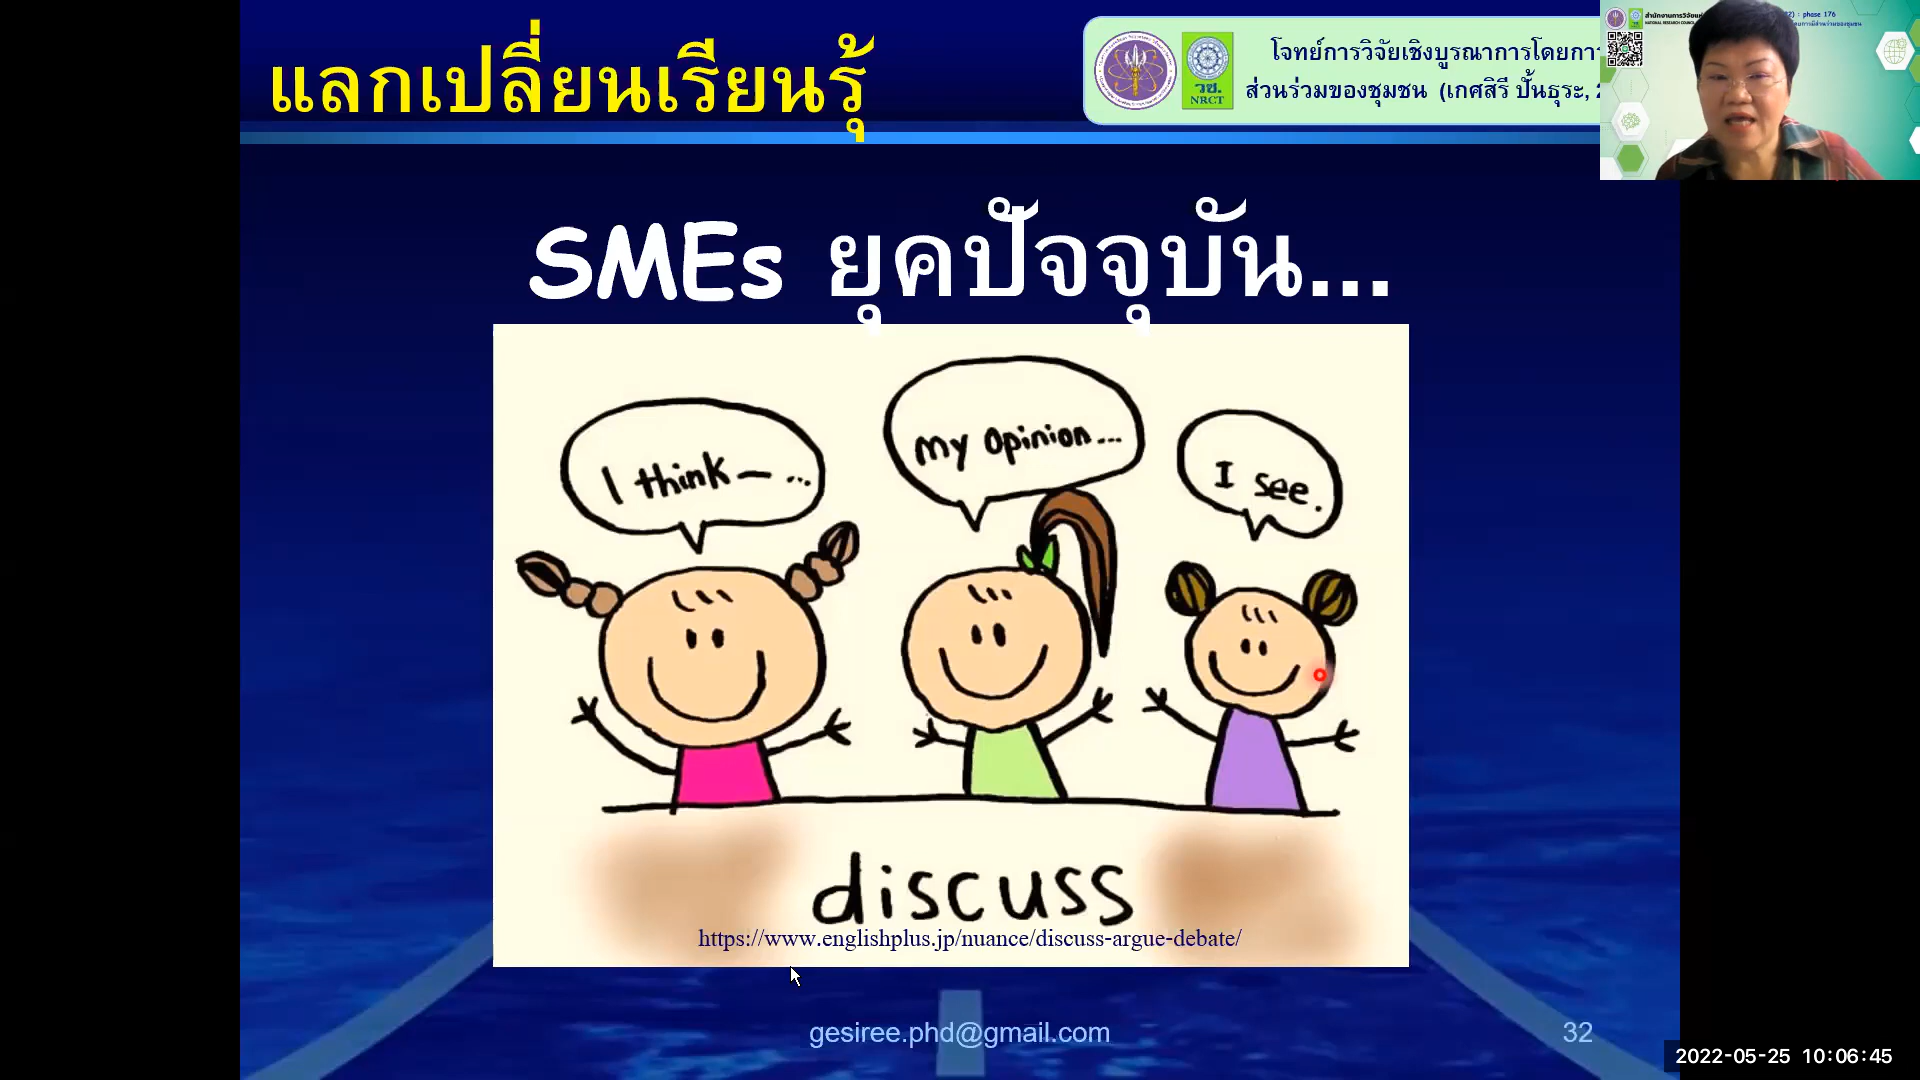 แลกเปลี่ยนเรียนรู้
โจทย์การวิจัยเชิงบูรณาการโดยกา
ส่วนร่วมของชุมชน (เกศสิรี ปั้นธุระ,
วช.
NRCT
: phase 176
SMEs ยุคปัจจุบัน...
I think— ...
my opinion...
I see.
discuss
https://www.englishplus.jp/nuance/discuss-argue-debate/
gesiree.phd@gmail.com
32
2022-05-25 10:06:45